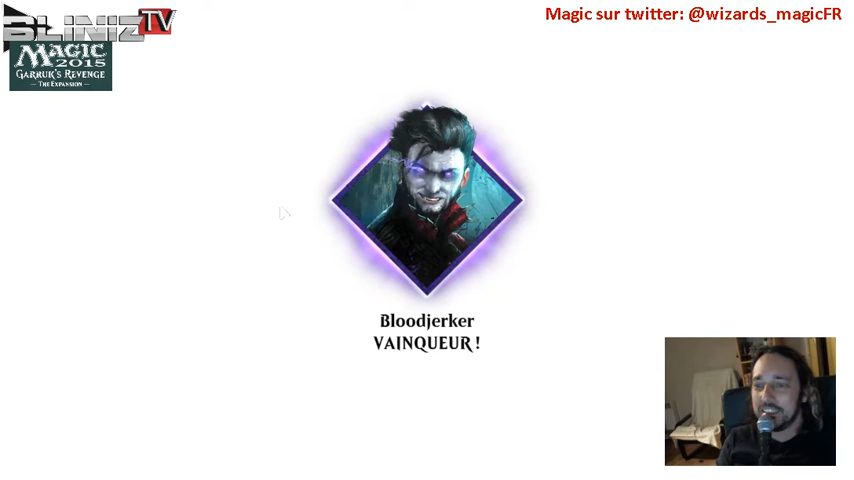 BLINIZ TV
Magic sur twitter: @wizards_magicFR
MAGIC
2015
GARRUK'S REVENGE
— THE EXPANSION —
Bloodjerker
VAINQUEUR !